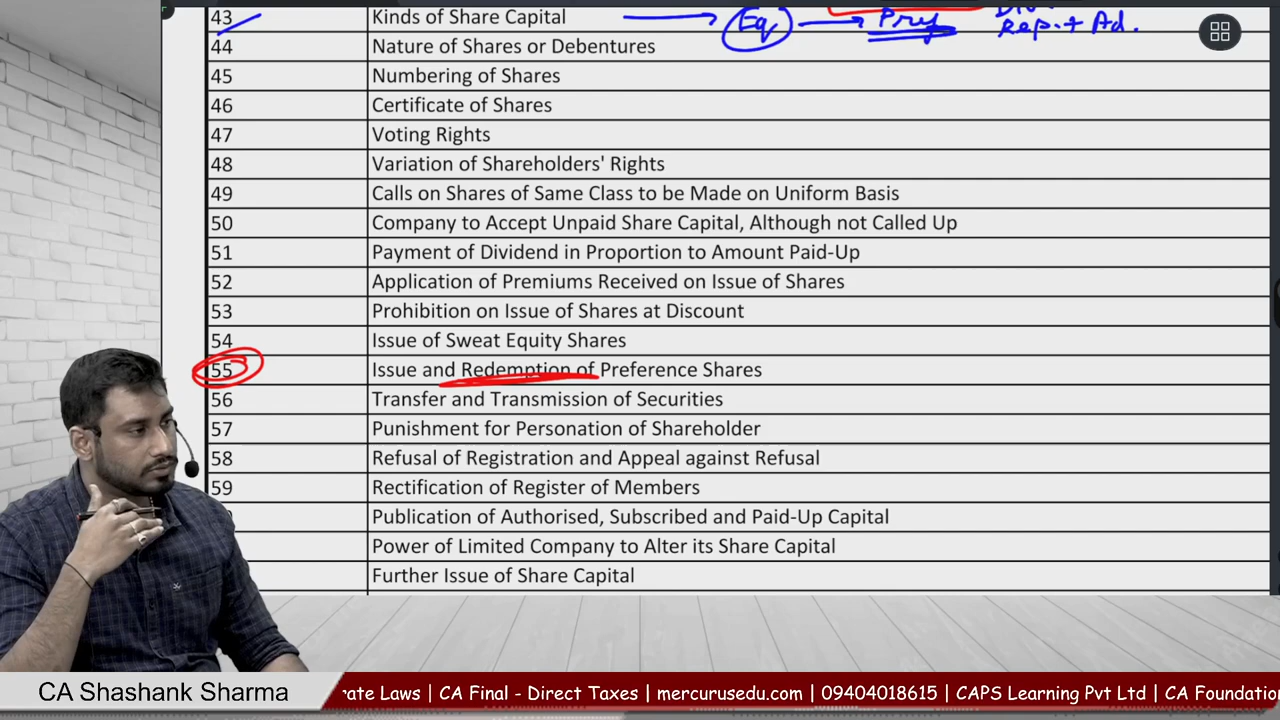 43 Kinds of Share Capital Eq Pref
Rep.t Ad.
44 Nature of Shares or Debentures
45 Numbering of Shares
46 Certificate of Shares
47 Voting Rights
48 Variation of Shareholders' Rights
49 Calls on Shares of Same Class to be Made on Uniform Basis
50 Company to Accept Unpaid Share Capital, Although not Called Up
51 Payment of Dividend in Proportion to Amount Paid-Up
52 Application of Premiums Received on Issue of Shares
53 Prohibition on Issue of Shares at Discount
54 Issue of Sweat Equity Shares
55 Issue and Redemption of Preference Shares
56 Transfer and Transmission of Securities
57 Punishment for Personation of Shareholder
58 Refusal of Registration and Appeal against Refusal
59 Rectification of Register of Members
Publication of Authorised, Subscribed and Paid-Up Capital
Power of Limited Company to Alter its Share Capital
Further Issue of Share Capital
CA Shashank Sharma
rate Laws | CA Final - Direct Taxes | mercurusedu.com | 09404018615 | CAPS Learning Pvt Ltd | CA Foundatio